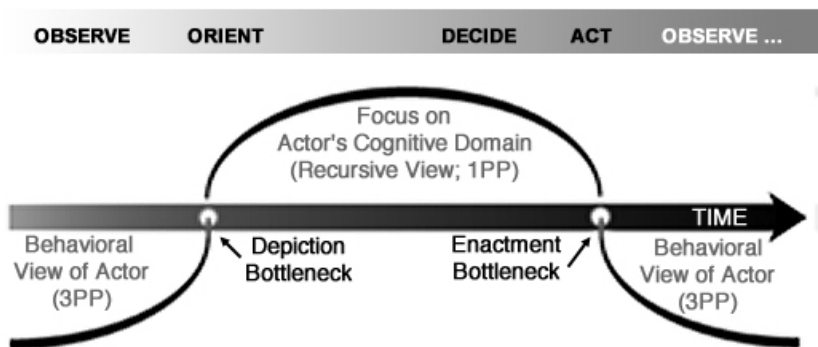 OBSERVE ORIENT DECIDE ACT OBSERVE ...
Focus on
Actor's Cognitive Domain
(Recursive View; 1PP)
TIME
Behavioral
View of Actor
(3PP)
Depiction
Bottleneck
Enactment
Bottleneck
Behavioral
View of Actor
(3PP)